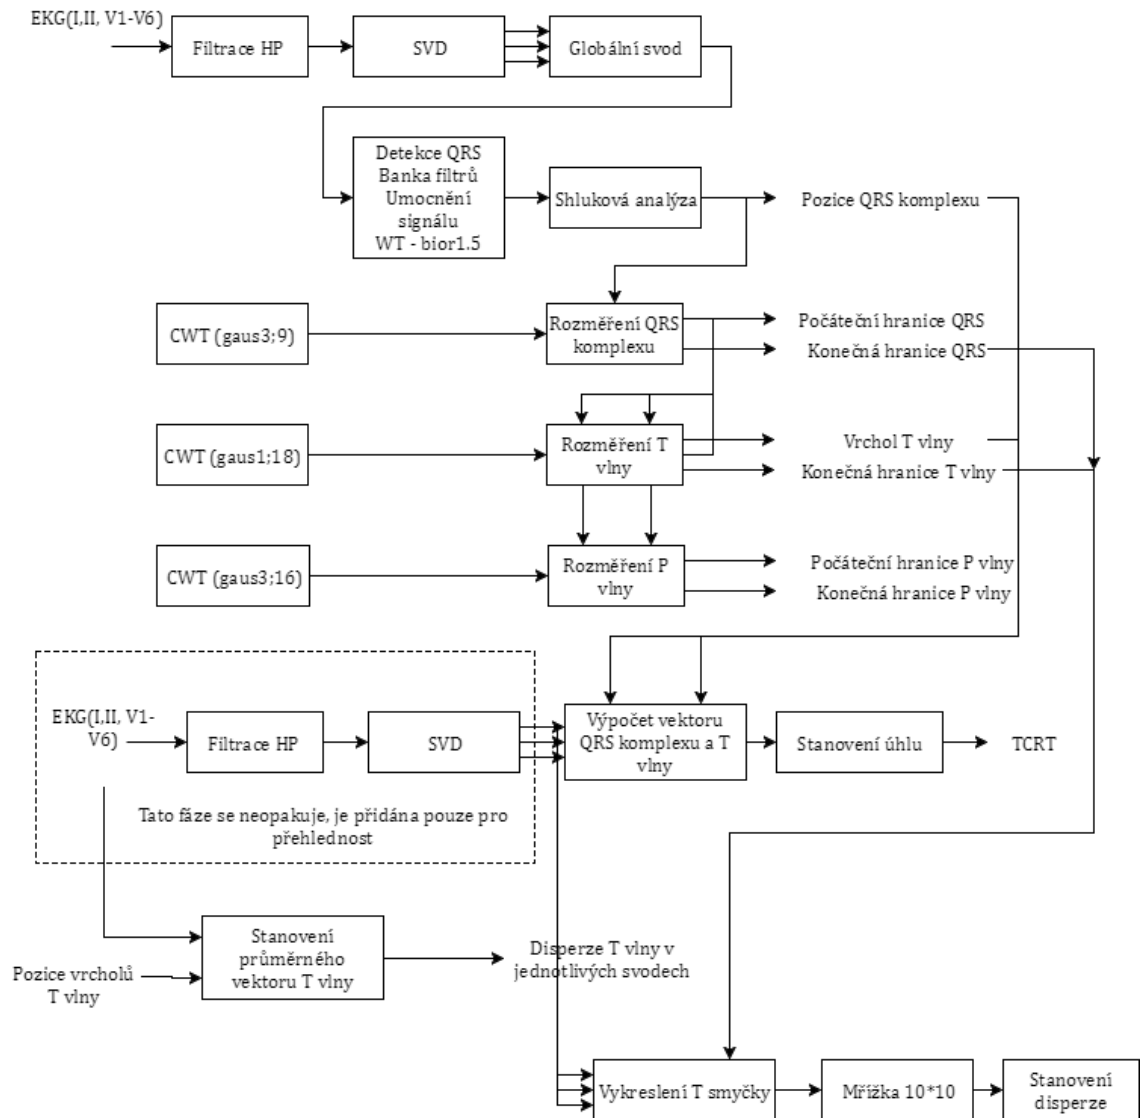 EKG(I,II, V1-V6)
Filtrace HP
SVD
Globální svod
Detekce QRS
Banka filtrů
Umocnění
signálu
WT - bior1.5
Shluková analýza
Pozice QRS komplexu
CWT (gaus3;9)
Rozměření QRS
komplexu
Počáteční hranice QRS
Konečná hranice QRS
CWT (gaus1;18)
Rozměření T
vlny
Vrchol T vlny
Konečná hranice T vlny
CWT (gaus3;16)
Rozměření P
vlny
Počáteční hranice P vlny
Konečná hranice P vlny
EKG(I,II, V1-
V6)
Filtrace HP
SVD
Výpočet vektoru
QRS komplexu a T
vlny
Stanovení úhlu
TCRT
Tato fáze se neopakuje, je přidána pouze pro
přehlednost
Stanovení
průměrného
vektoru T vlny
Disperze T vlny v
jednotlivých svodech
Pozice vrcholů
T vlny
Vykreslení T smyčky
Mřížka 10*10
Stanovení
disperze